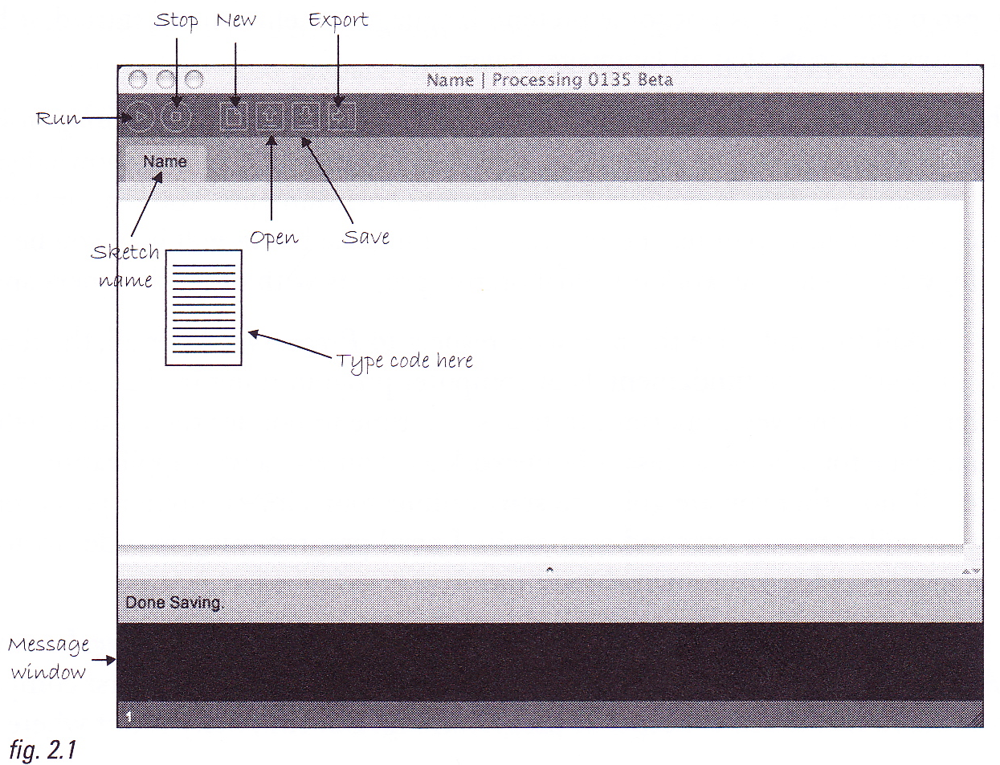 Stop New Export
Name | Processing 0135 Beta
Run
Name
Open Save
Sketch
name
Type code here
Done Saving.
Message
window
1
fig. 2.1